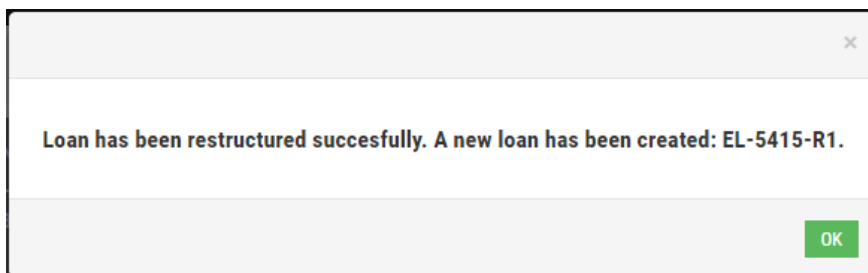 ×
Loan has been restructured succesfully. A new loan has been created: EL-5415-R1.
OK